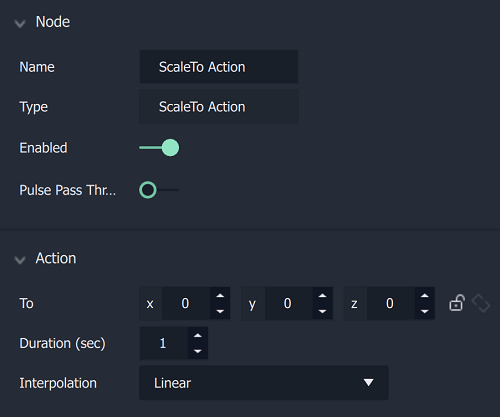 Node
Name ScaleTo Action
Type ScaleTo Action
Enabled
Pulse Pass Thr...
Action
To x 0 y 0 z 0
Duration (sec) 1
Interpolation Linear